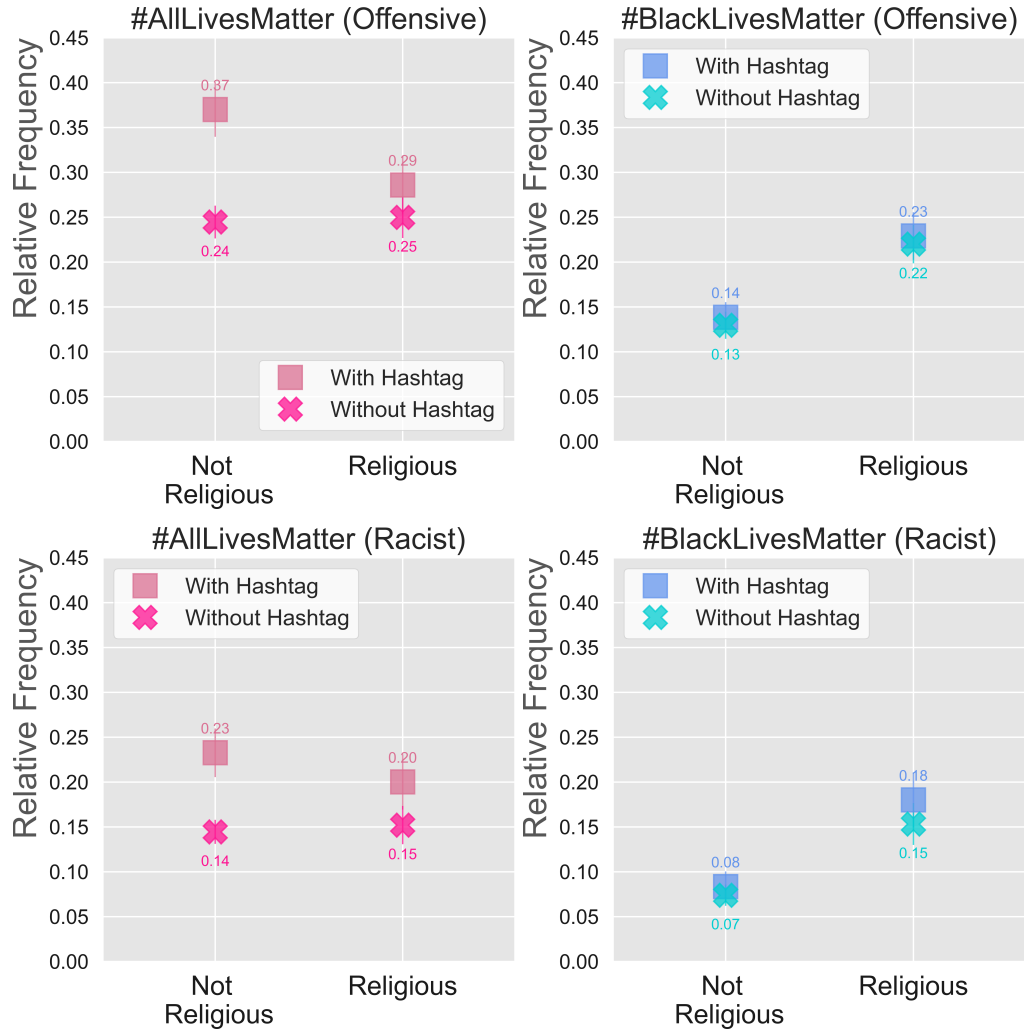 #AllLivesMatter (Offensive)
Relative Frequency
0.45
0.40
0.35
0.30
0.25
0.20
0.15
0.10
0.05
0.00
0.37
0.29
0.24
0.25
With Hashtag
Without Hashtag
Not
Religious
Religious
#BlackLivesMatter (Offensive)
Relative Frequency
0.45
0.40
0.35
0.30
0.25
0.20
0.15
0.10
0.05
0.00
With Hashtag
Without Hashtag
0.23
0.22
0.14
0.13
Not
Religious
Religious
#AllLivesMatter (Racist)
Relative Frequency
0.45
0.40
0.35
0.30
0.25
0.20
0.15
0.10
0.05
0.00
With Hashtag
Without Hashtag
0.23
0.20
0.14
0.15
Not
Religious
Religious
#BlackLivesMatter (Racist)
Relative Frequency
0.45
0.40
0.35
0.30
0.25
0.20
0.15
0.10
0.05
0.00
With Hashtag
Without Hashtag
0.18
0.15
0.08
0.07
Not
Religious
Religious